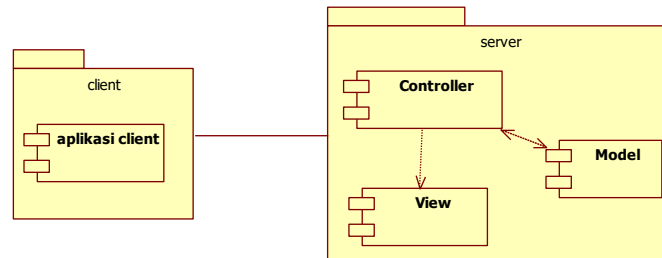 client
aplikasi client
server
Controller
Model
View